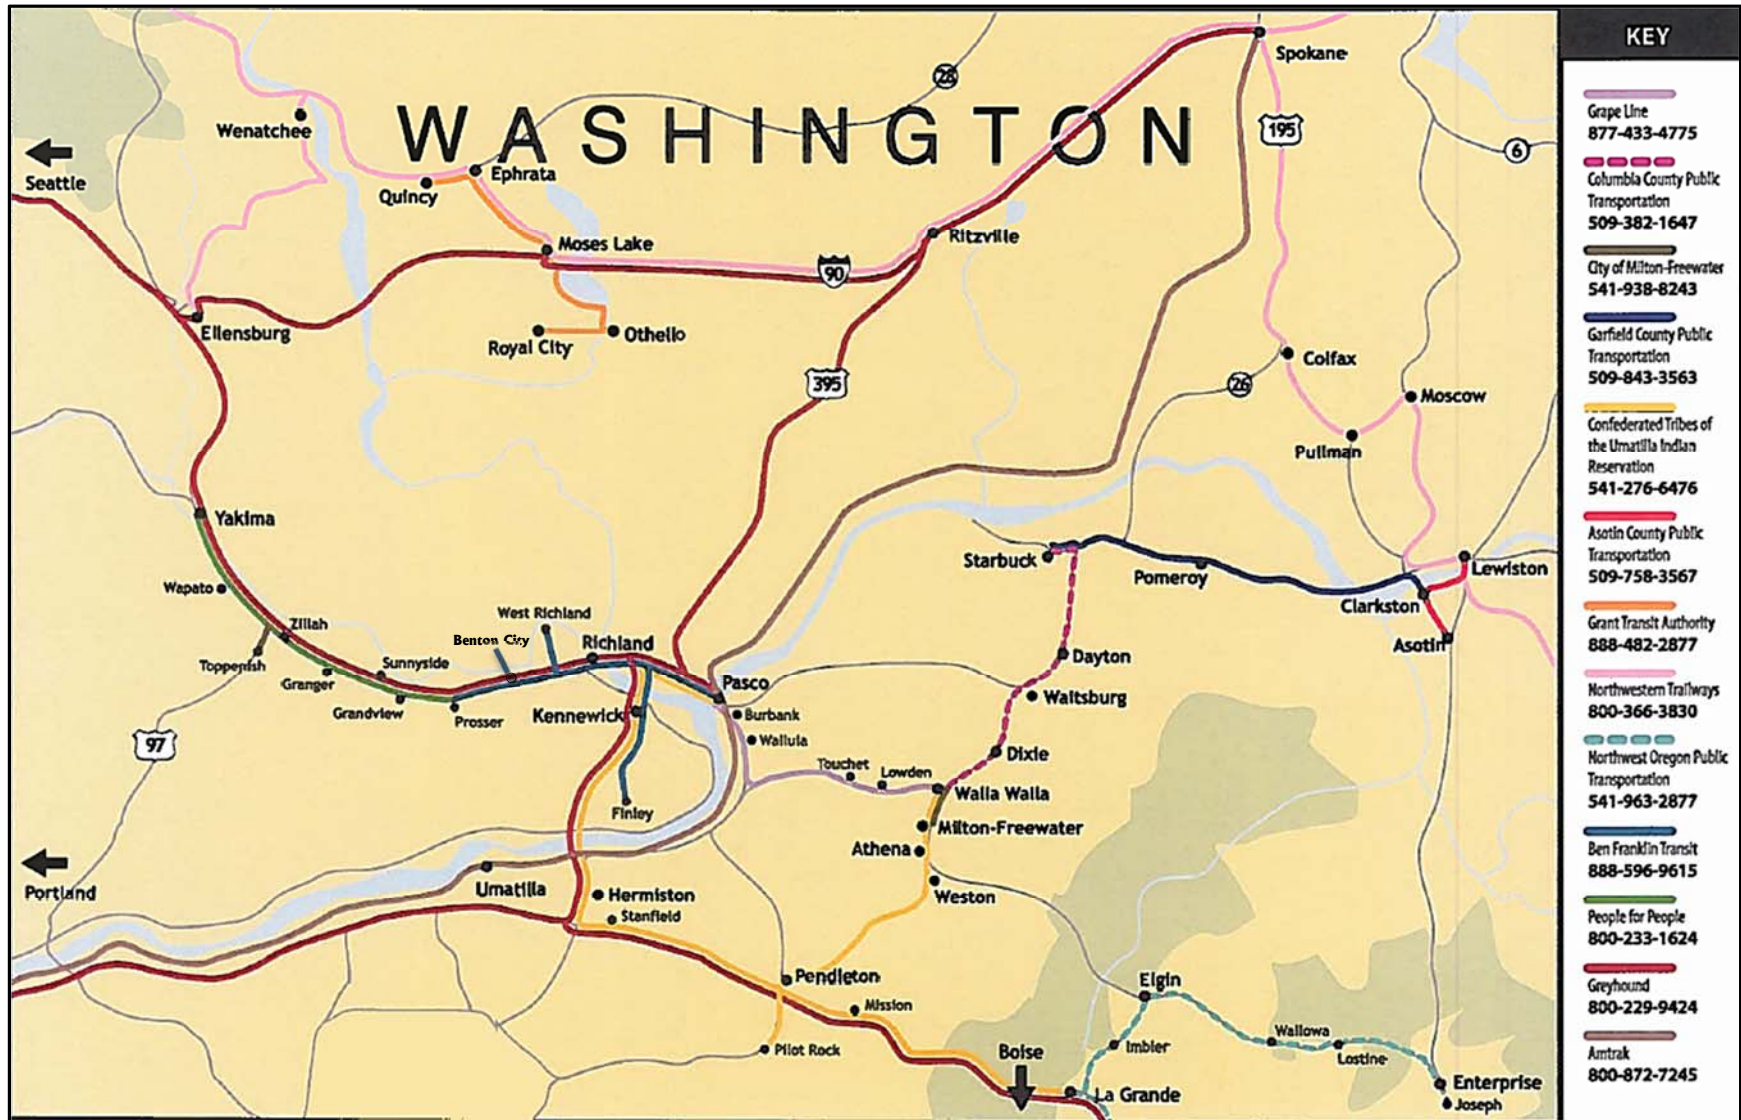 WASHINGTON
Spokane
28
195
6
Wenatchee
Seattle
Quincy
Ephrata
Moses Lake
90
Ritzville
Ellensburg
Royal City
Othello
395
26
Colfax
Moscow
Pullman
Yakima
Starbuck
Pomeroy
Lewiston
Clarkston
Asotin
Wapato
Zillah
Toppenish
Granger
Sunnyside
Grandview
Prosser
Benton City
West Richland
Richland
Kennewick
Pasco
Burbank
Wallula
Dayton
Waitsburg
Dixie
97
Touchet
Lowden
Walla Walla
Finley
Milton-Freewater
Athena
Weston
Portland
Umatilla
Hermiston
Stanfield
Pendleton
Mission
Pilot Rock
Elgin
Imbler
Wallowa
Lostine
Boise
La Grande
Enterprise
Joseph
KEY
Grape Line
877-433-4775
Columbia County Public
Transportation
509-382-1647
City of Milton-Freewater
541-938-8243
Garfield County Public
Transportation
509-843-3563
Confederated Tribes of
the Umatilla Indian
Reservation
541-276-6476
Asotin County Public
Transportation
509-758-3567
Grant Transit Authority
888-482-2877
Northwestern Trailways
800-366-3830
Northwest Oregon Public
Transportation
541-963-2877
Ben Franklin Transit
888-596-9615
People for People
800-233-1624
Greyhound
800-229-9424
Amtrak
800-872-7245